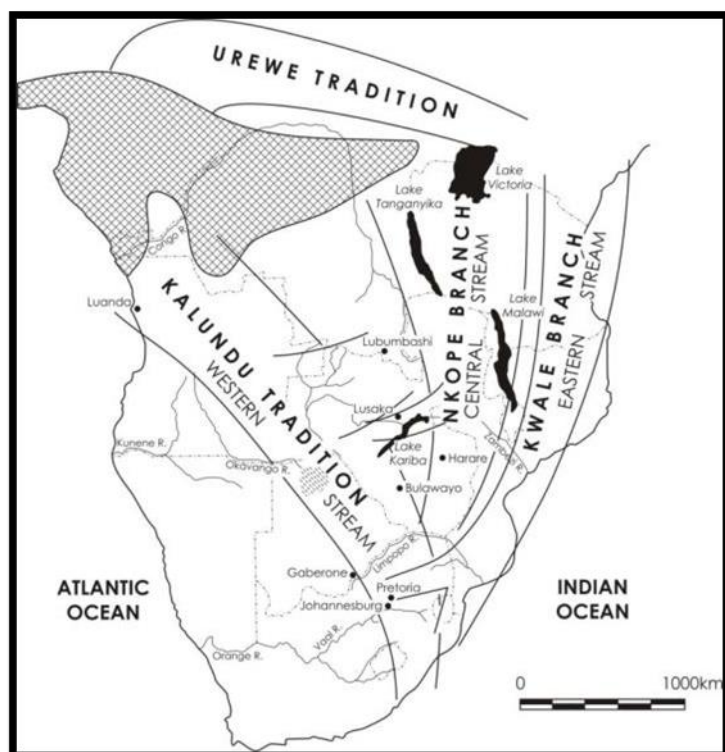 UREWE TRADITION
Lake
Victoria
Lake
Tanganyika
NKOPE BRANCH
CENTRAL STREAM
KWALE BRANCH
EASTERN STREAM
Lake
Malawi
Congo R.
Luanda
KALUNDU TRADITION
WESTERN STREAM
Lubumbashi
Lusaka
Lake
Kariba
Harare
Zambezi R.
Kunene R.
Okavango R.
Bulawayo
Limpopo R.
Gaberone
Pretoria
Johannesburg
ATLANTIC
OCEAN
INDIAN
OCEAN
Vaal R.
Orange R.
0
1000km